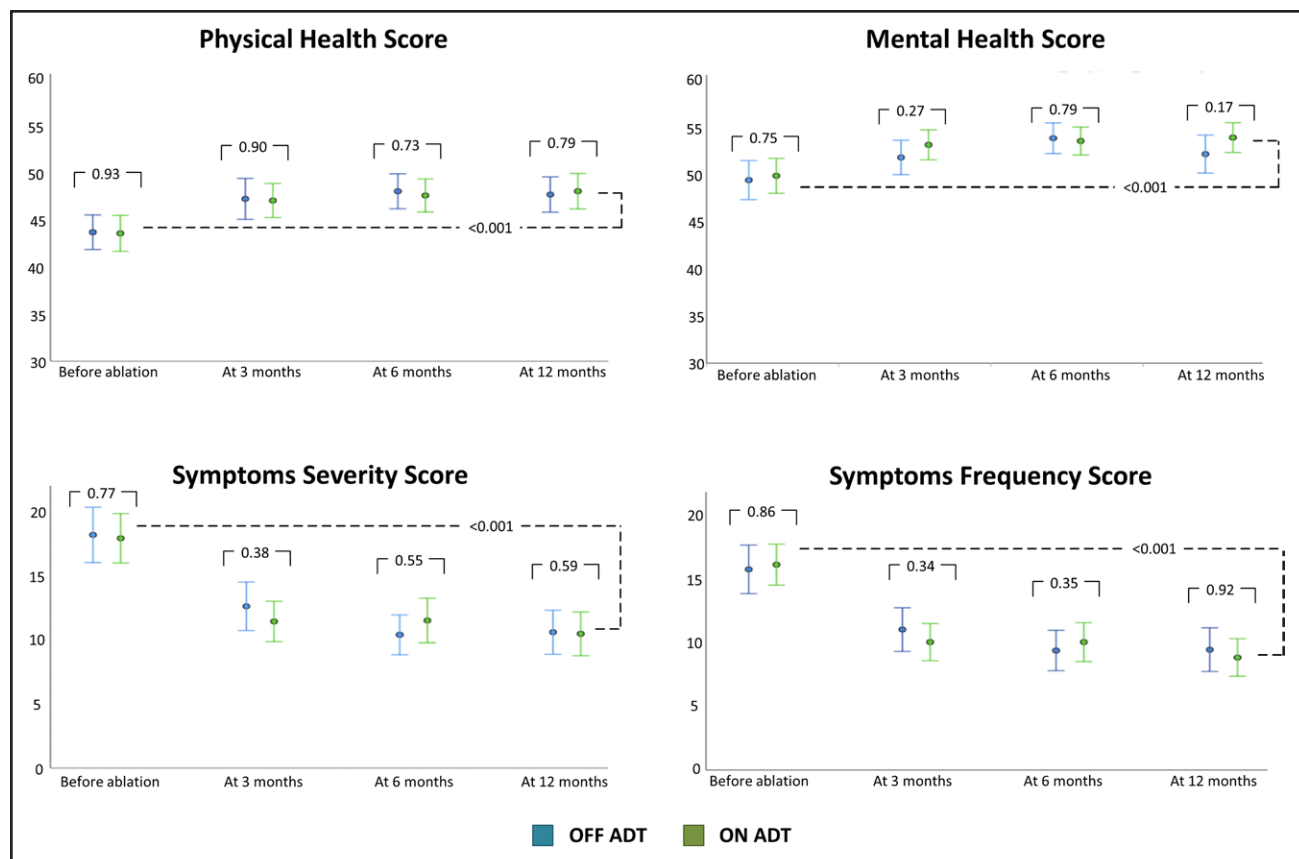 Physical Health Score
60
55
50
45
40
35
30
0.93
0.90
0.73
0.79
<0.001
Before ablation
At 3 months
At 6 months
At 12 months
Mental Health Score
60
55
50
45
40
35
30
0.75
0.27
0.79
0.17
<0.001
Before ablation
At 3 months
At 6 months
At 12 months
Symptoms Severity Score
20
15
10
5
0
0.77
0.38
0.55
0.59
<0.001
Before ablation
At 3 months
At 6 months
At 12 months
Symptoms Frequency Score
20
15
10
5
0
0.86
0.34
0.35
0.92
<0.001
Before ablation
At 3 months
At 6 months
At 12 months
OFF ADT
ON ADT